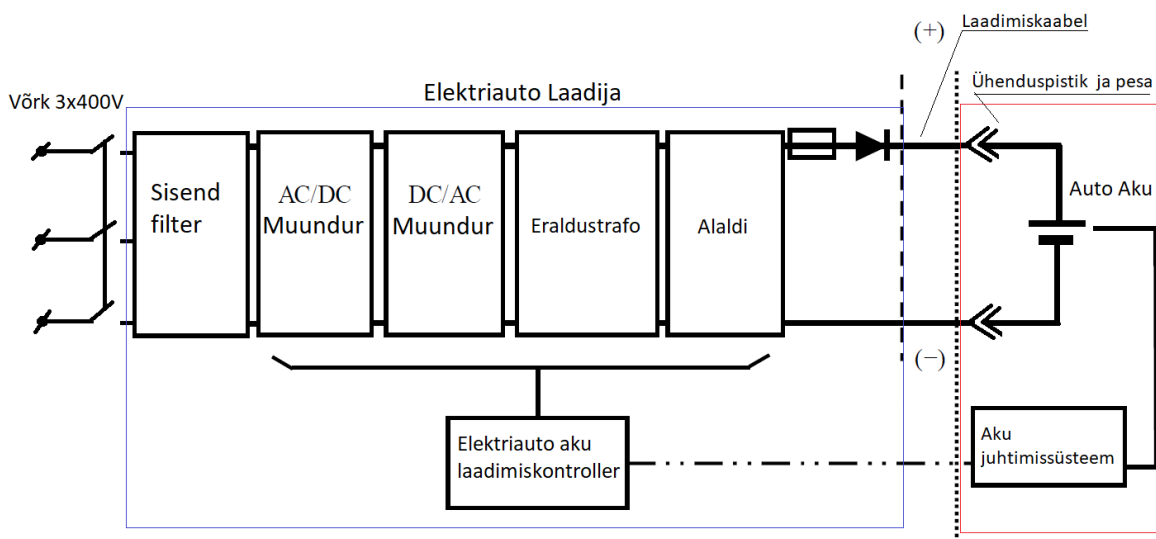 (+)
Laadimiskaabel
Elektriauto Laadija
Ühenduspistik ja pesa
Võrk 3x400V
Sisend
filter
AC/DC
Muundur
DC/AC
Muundur
Eraldustrafo
Alaldi
Auto Aku
(−)
Elektriauto aku
laadimiskontroller
Aku
juhtimissüsteem